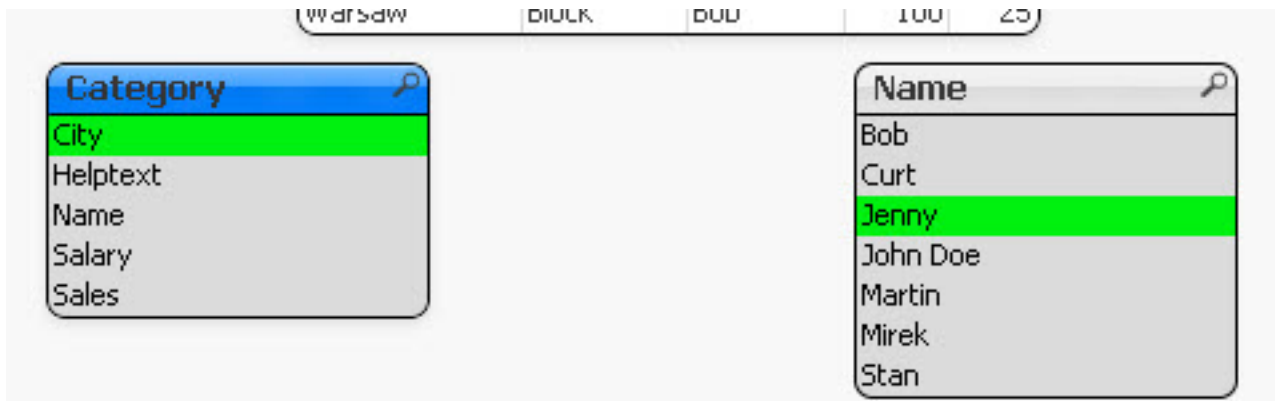 Warsaw Block Bob 100 25
Category
City
Helptext
Name
Salary
Sales
Name
Bob
Curt
Jenny
John Doe
Martin
Mirek
Stan